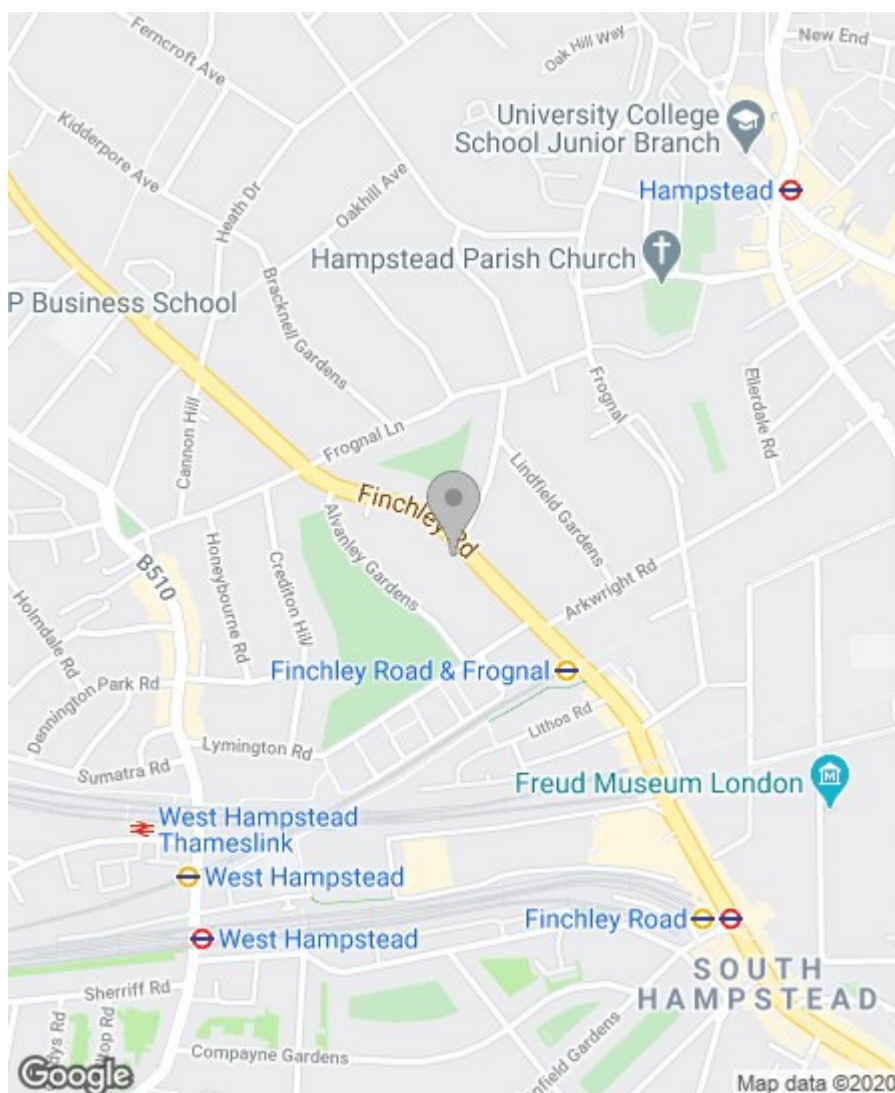 Ferncroft Ave
Oak Hill Way
New End
University College
School Junior Branch
Kidderpore Ave
Hampstead
Heath Dr
Oakhill Ave
Hampstead Parish Church
Bracknell Gardens
P Business School
Frognal
Ellerdale Rd
Cannon Hill
Frognal Ln
Lindfield Gardens
Finchley Rd
Alvanley Gardens
B510
Honeybourne Rd
Crediton Hill
Arkwright Rd
Holmdale Rd
Finchley Road & Frognal
Dennington Park Rd
Lithos Rd
Lymington Rd
Sumatra Rd
Freud Museum London
West Hampstead
Thameslink
West Hampstead
Finchley Road
West Hampstead
SOUTH
HAMPSTEAD
Sherriff Rd
Compayne Gardens
Gardens
Google
Map data ©2020